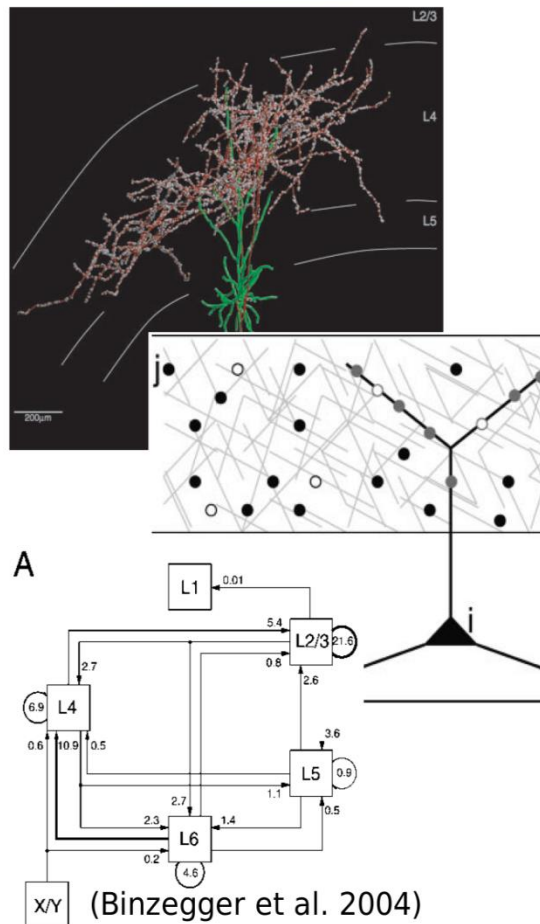 L2/3
L4
L5
200μm
j
i
A
L1
0.01
5.4
L2/3
21.6
0.8
2.7
2.6
6.9
L4
0.6
10.9
0.5
3.6
L5
0.9
1.1
2.7
0.5
2.3
1.4
L6
0.2
4.6
X/Y
(Binzegger et al. 2004)